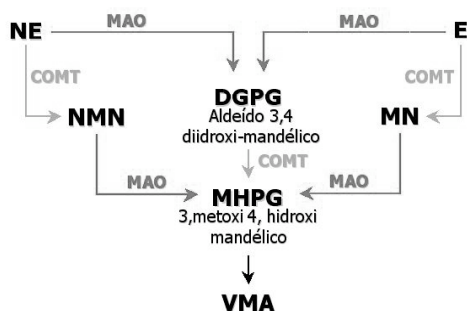 NE MAO MAO E
COMT COMT
DGPG
NMN Aldeído 3,4 MN
diidroxi-mandélico
COMT
MAO MHPG MAO
3,metoxi 4, hidroxi
mandélico
VMA